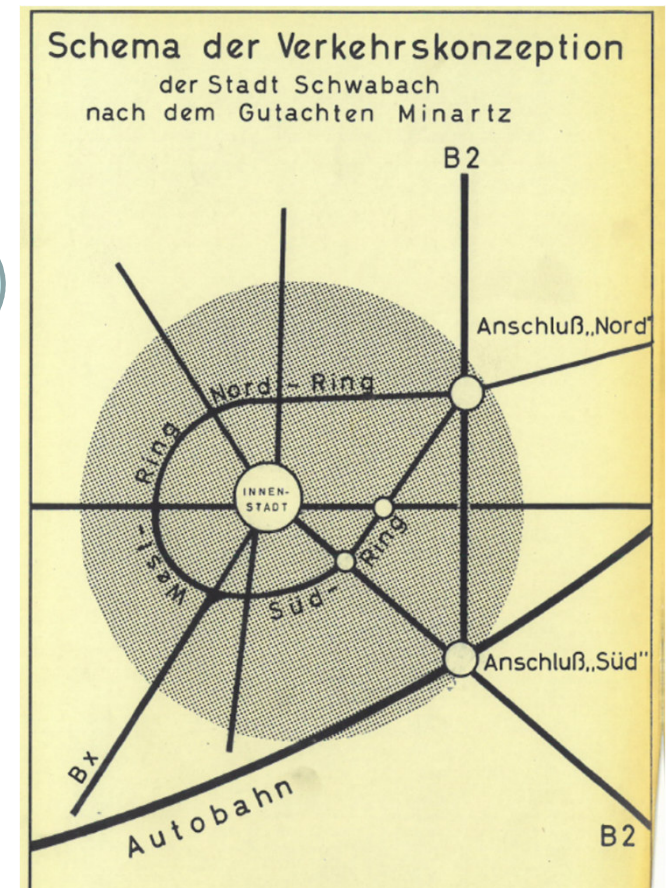 Schema der Verkehrskonzeption
der Stadt Schwabach
nach dem Gutachten Minartz
B2
Anschluß„Nord"
Nord-Ring
West-Ring
INNEN-
STADT
Süd-Ring
Anschluß„Süd"
Bx
Autobahn
B2